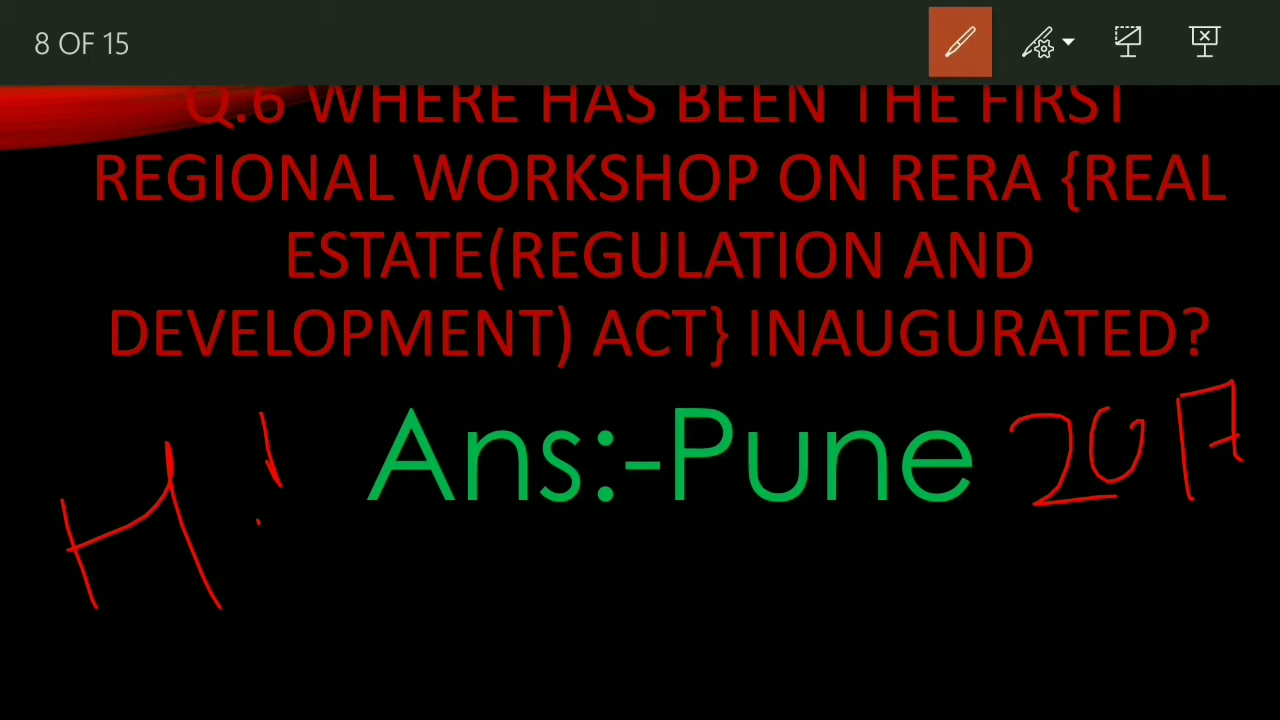 8 OF 15
Q.6 WHERE HAS BEEN THE FIRST
REGIONAL WORKSHOP ON RERA {REAL
ESTATE(REGULATION AND
DEVELOPMENT) ACT} INAUGURATED?
H! Ans:-Pune 2017